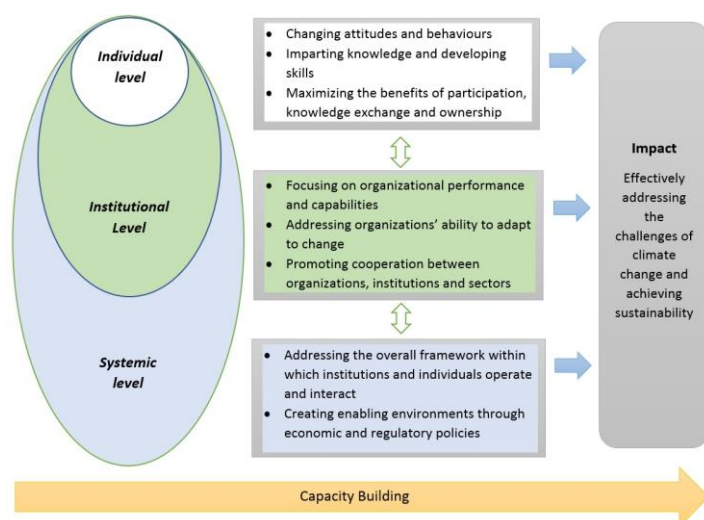 Individual
level
Institutional
Level
Systemic
level
• Changing attitudes and behaviours
• Imparting knowledge and developing
skills
• Maximizing the benefits of participation,
knowledge exchange and ownership
• Focusing on organizational performance
and capabilities
• Addressing organizations’ ability to adapt
to change
• Promoting cooperation between
organizations, institutions and sectors
• Addressing the overall framework within
which institutions and individuals operate
and interact
• Creating enabling environments through
economic and regulatory policies
Impact
Effectively
addressing
the
challenges of
climate
change and
achieving
sustainability
Capacity Building